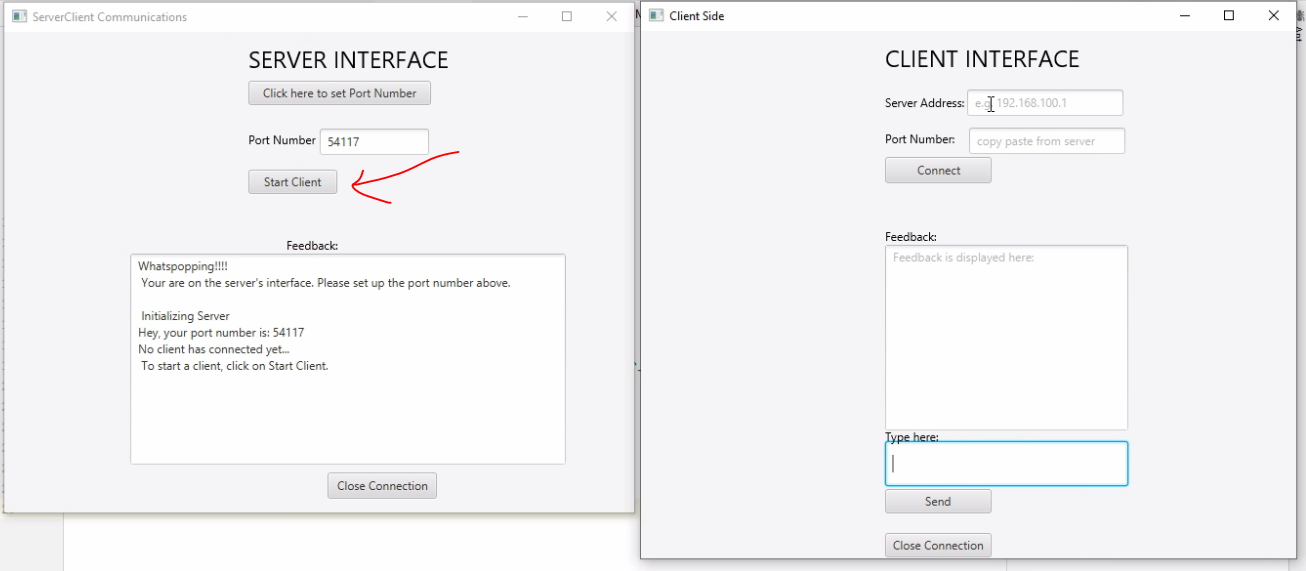 ServerClient Communications
SERVER INTERFACE
Click here to set Port Number
Port Number 54117
Start Client
Feedback:
Whatspopping!!!!
Your are on the server's interface. Please set up the port number above.
Initializing Server
Hey, your port number is: 54117
No client has connected yet...
To start a client, click on Start Client.
Close Connection
Client Side
CLIENT INTERFACE
Server Address: e.g. 192.168.100.1
Port Number: copy paste from server
Connect
Feedback:
Feedback is displayed here:
Type here:
Send
Close Connection